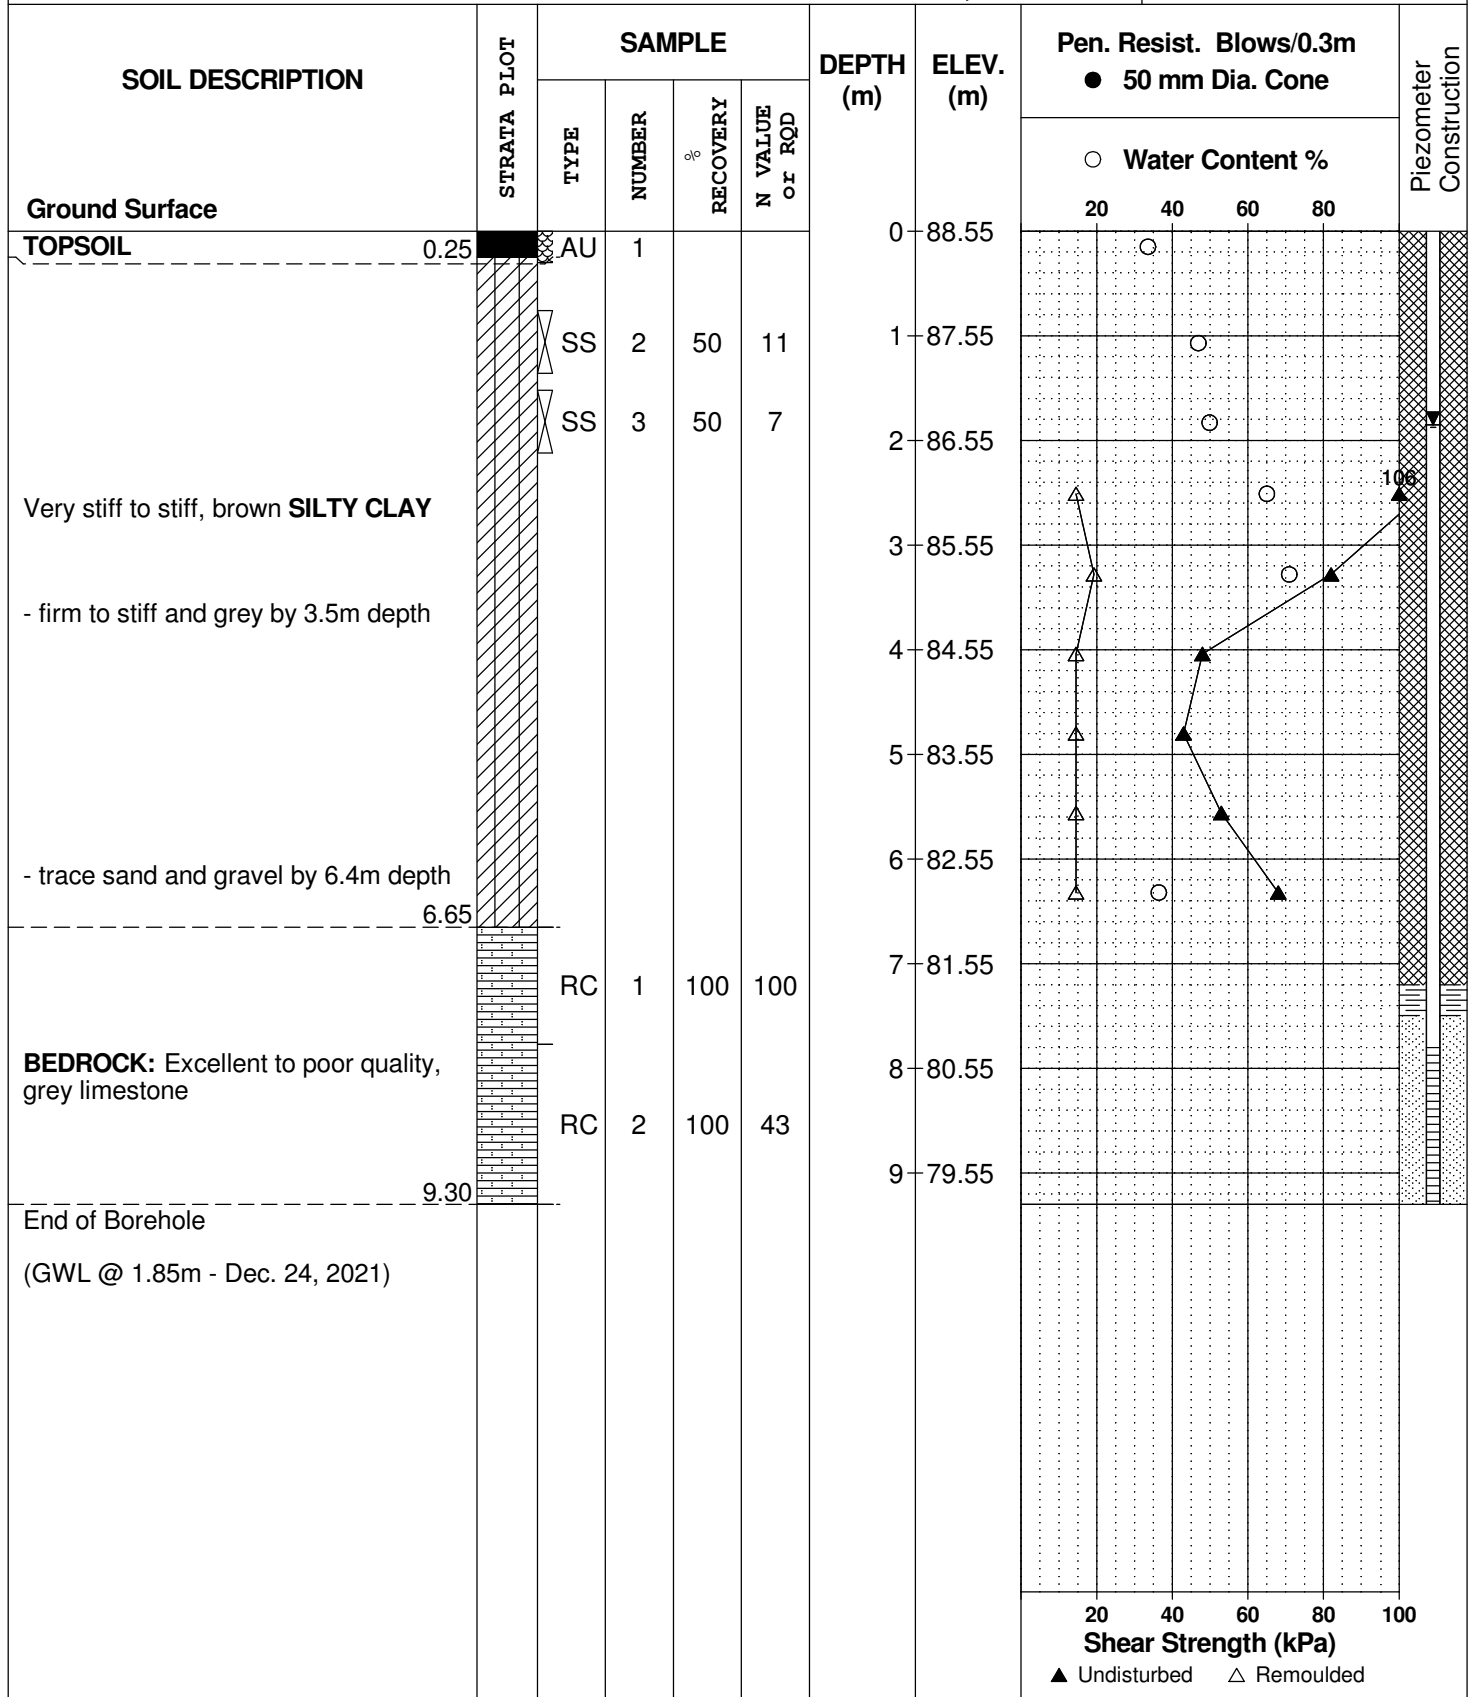 SOIL DESCRIPTION
Ground Surface
STRATA PLOT
SAMPLE
TYPE
NUMBER
%
RECOVERY
N VALUE
or RQD
DEPTH
(m)
ELEV.
(m)
Pen. Resist. Blows/0.3m
● 50 mm Dia. Cone
○ Water Content %
20 40 60 80
Piezometer
Construction
TOPSOIL 0.25
AU 1
0 88.55
SS 2 50 11
1 87.55
SS 3 50 7
2 86.55
106
Very stiff to stiff, brown SILTY CLAY
3 85.55
- firm to stiff and grey by 3.5m depth
4 84.55
5 83.55
6 82.55
- trace sand and gravel by 6.4m depth
6.65
7 81.55
RC 1 100 100
BEDROCK: Excellent to poor quality,
grey limestone
8 80.55
RC 2 100 43
9 79.55
9.30
End of Borehole
(GWL @ 1.85m - Dec. 24, 2021)
20 40 60 80 100
Shear Strength (kPa)
▲ Undisturbed △ Remoulded